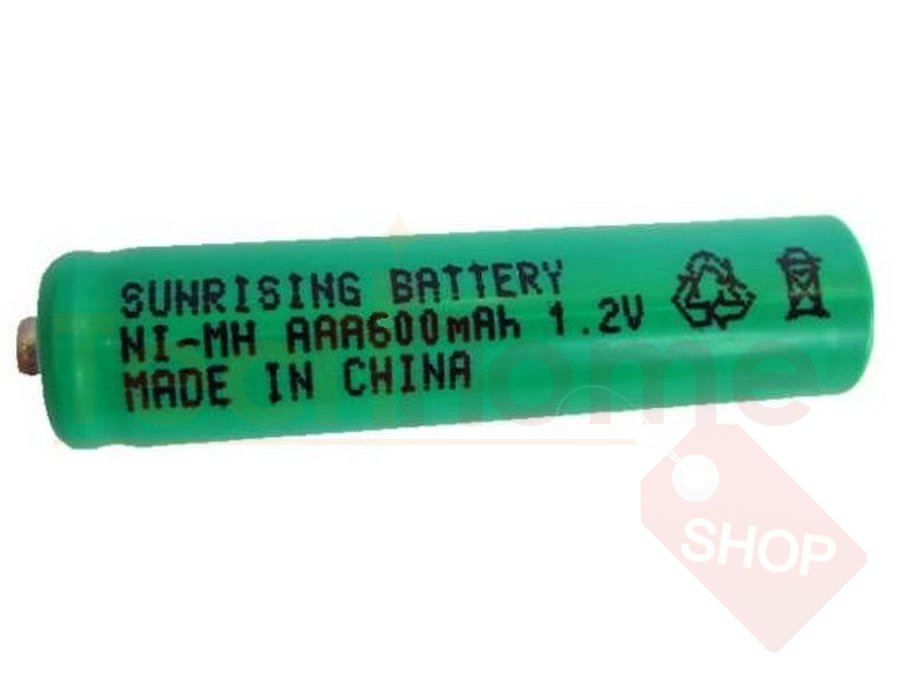 SUNRISING BATTERY
NI-MH AAA600mAh 1.2V
MADE IN CHINA
SHOP